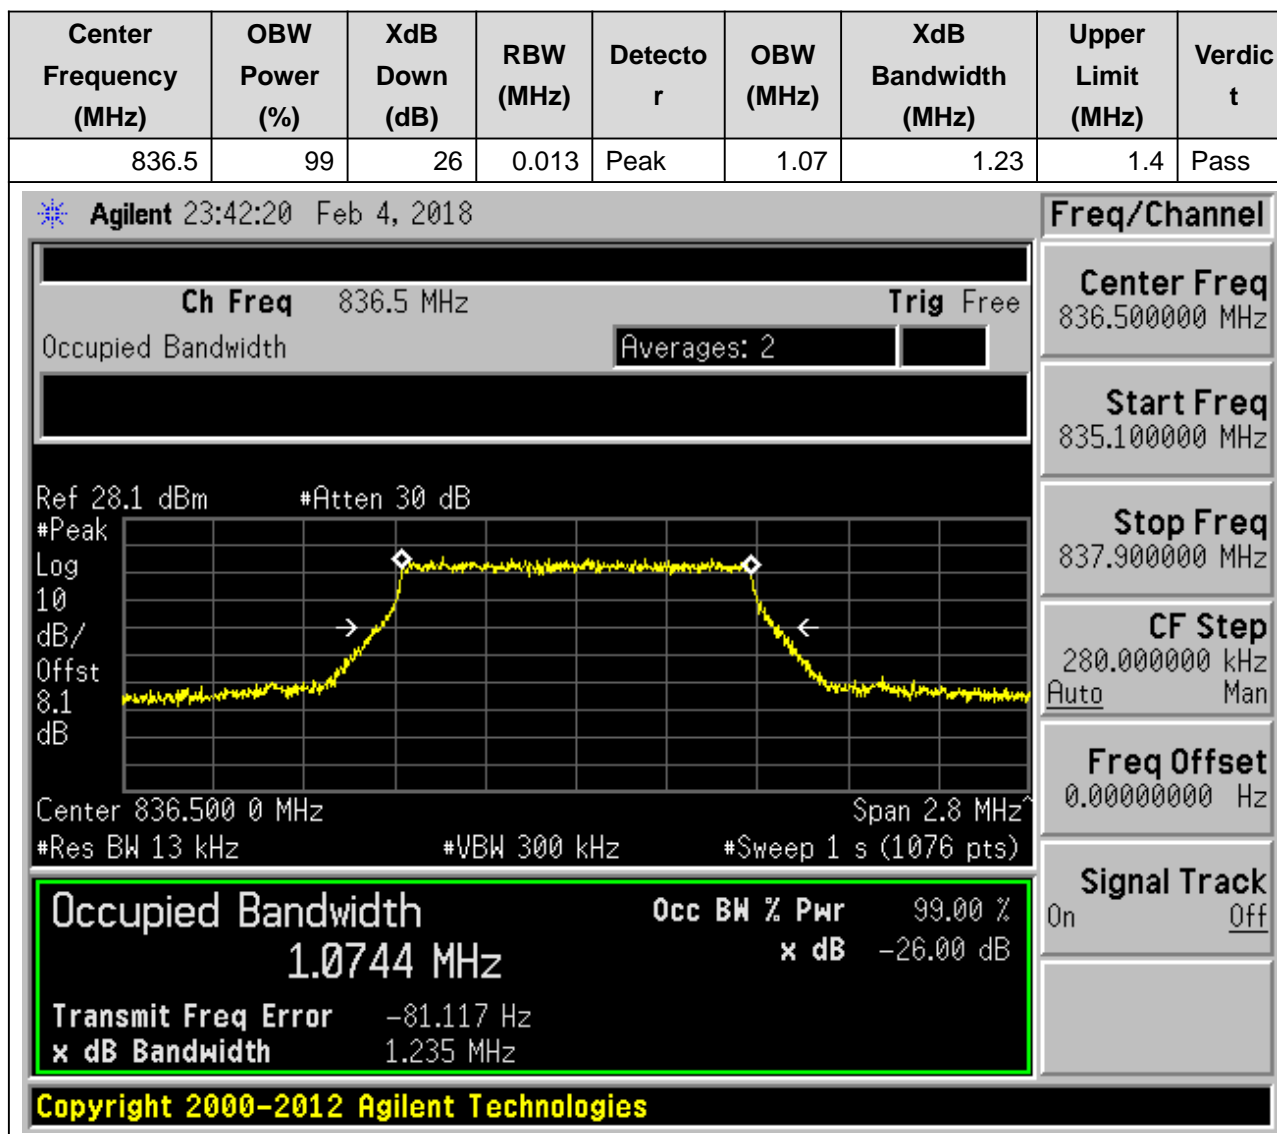 Center Frequency (MHz) OBW Power (%) XdB Down (dB) RBW (MHz) Detecto r OBW (MHz) XdB Bandwidth (MHz) Upper Limit (MHz) Verdic t
836.5 99 26 0.013 Peak 1.07 1.23 1.4 Pass
Agilent 23:42:20 Feb 4, 2018 Freq/Channel
Ch Freq 836.5 MHz Trig Free
Occupied Bandwidth Averages: 2
Center Freq
836.500000 MHz
Start Freq
835.100000 MHz
Stop Freq
837.900000 MHz
CF Step
280.000000 kHz
Auto Man
Freq Offset
0.00000000 Hz
Signal Track
On Off
Ref 28.1 dBm #Atten 30 dB
#Peak
Log
10
dB/
Offst
8.1
dB
Center 836.500 0 MHz Span 2.8 MHz^
#Res BW 13 kHz #VBW 300 kHz #Sweep 1 s (1076 pts)
Occupied Bandwidth Occ BW % Pwr 99.00 %
1.0744 MHz x dB -26.00 dB
Transmit Freq Error -81.117 Hz
x dB Bandwidth 1.235 MHz
Copyright 2000-2012 Agilent Technologies